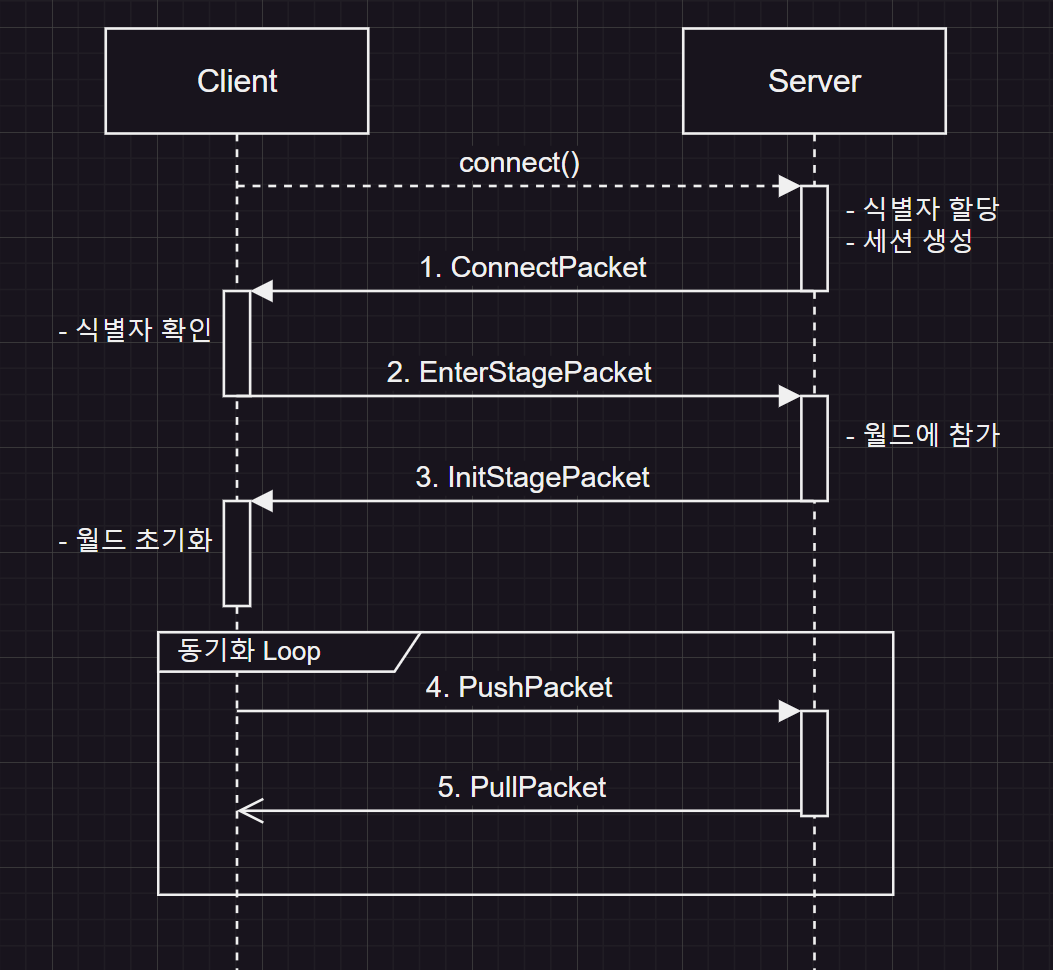 Client
Server
connect()
- 식별자 할당
- 세션 생성
1. ConnectPacket
- 식별자 확인
2. EnterStagePacket
- 월드에 참가
3. InitStagePacket
- 월드 초기화
동기화 Loop
4. PushPacket
5. PullPacket